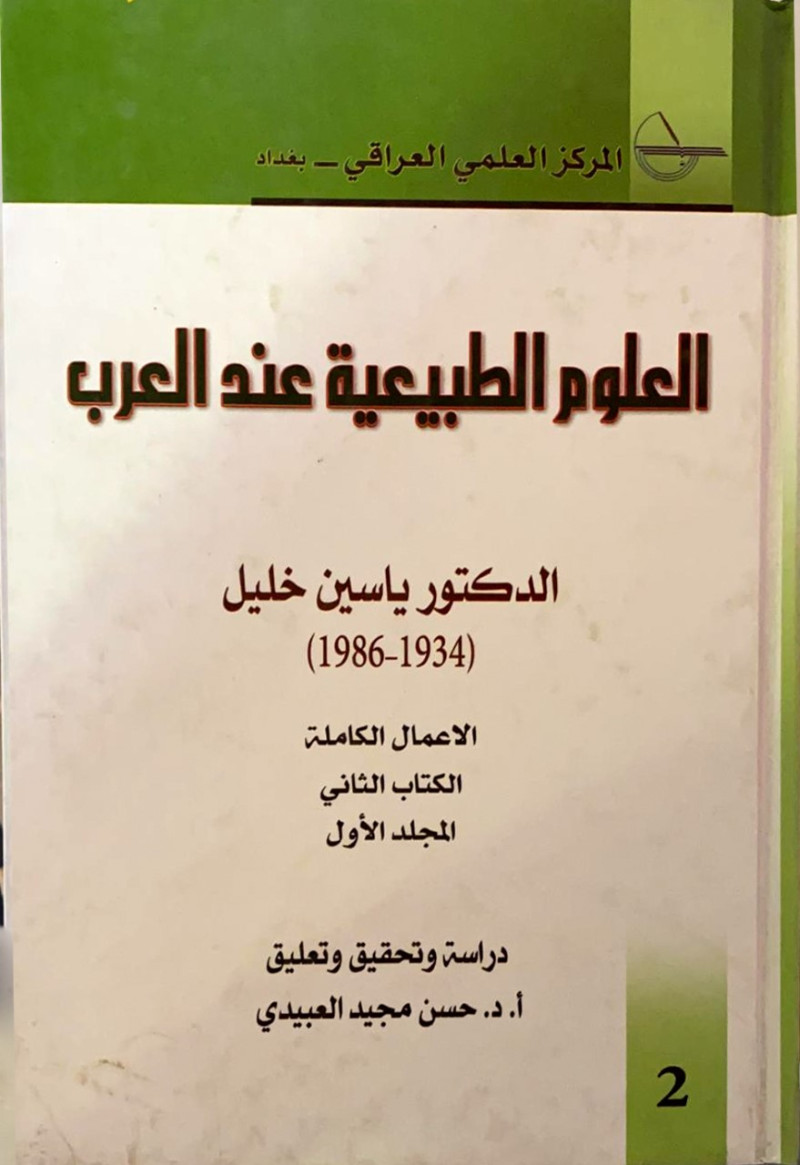 المركز العلمي العراقي – بغداد
العلوم الطبيعية عند العرب
الدكتور ياسين خليل
(1934-1986)
الاعمال الكاملة
الكتاب الثاني
المجلد الأول
دراسة وتحقيق وتعليق
أ. د. حسن مجيد العبيدي
2